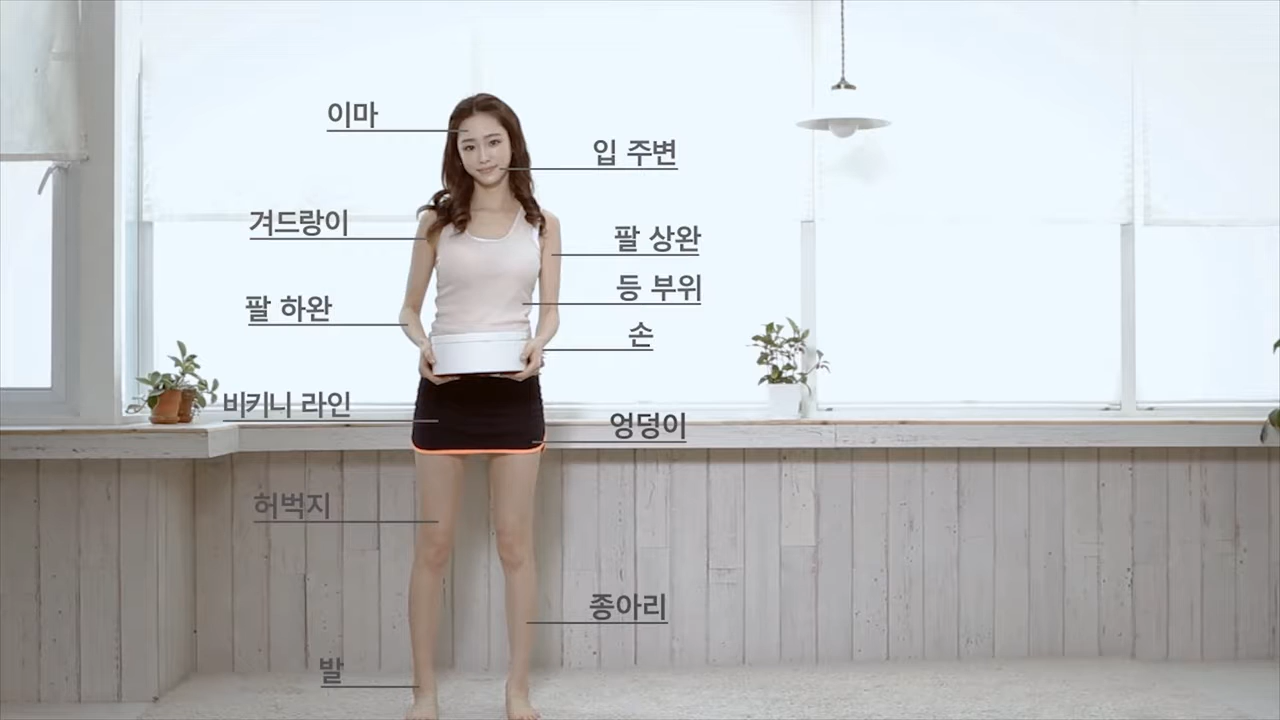 이마
입 주변
겨드랑이
팔 상완
등 부위
팔 하완
손
비키니 라인
엉덩이
허벅지
종아리
발